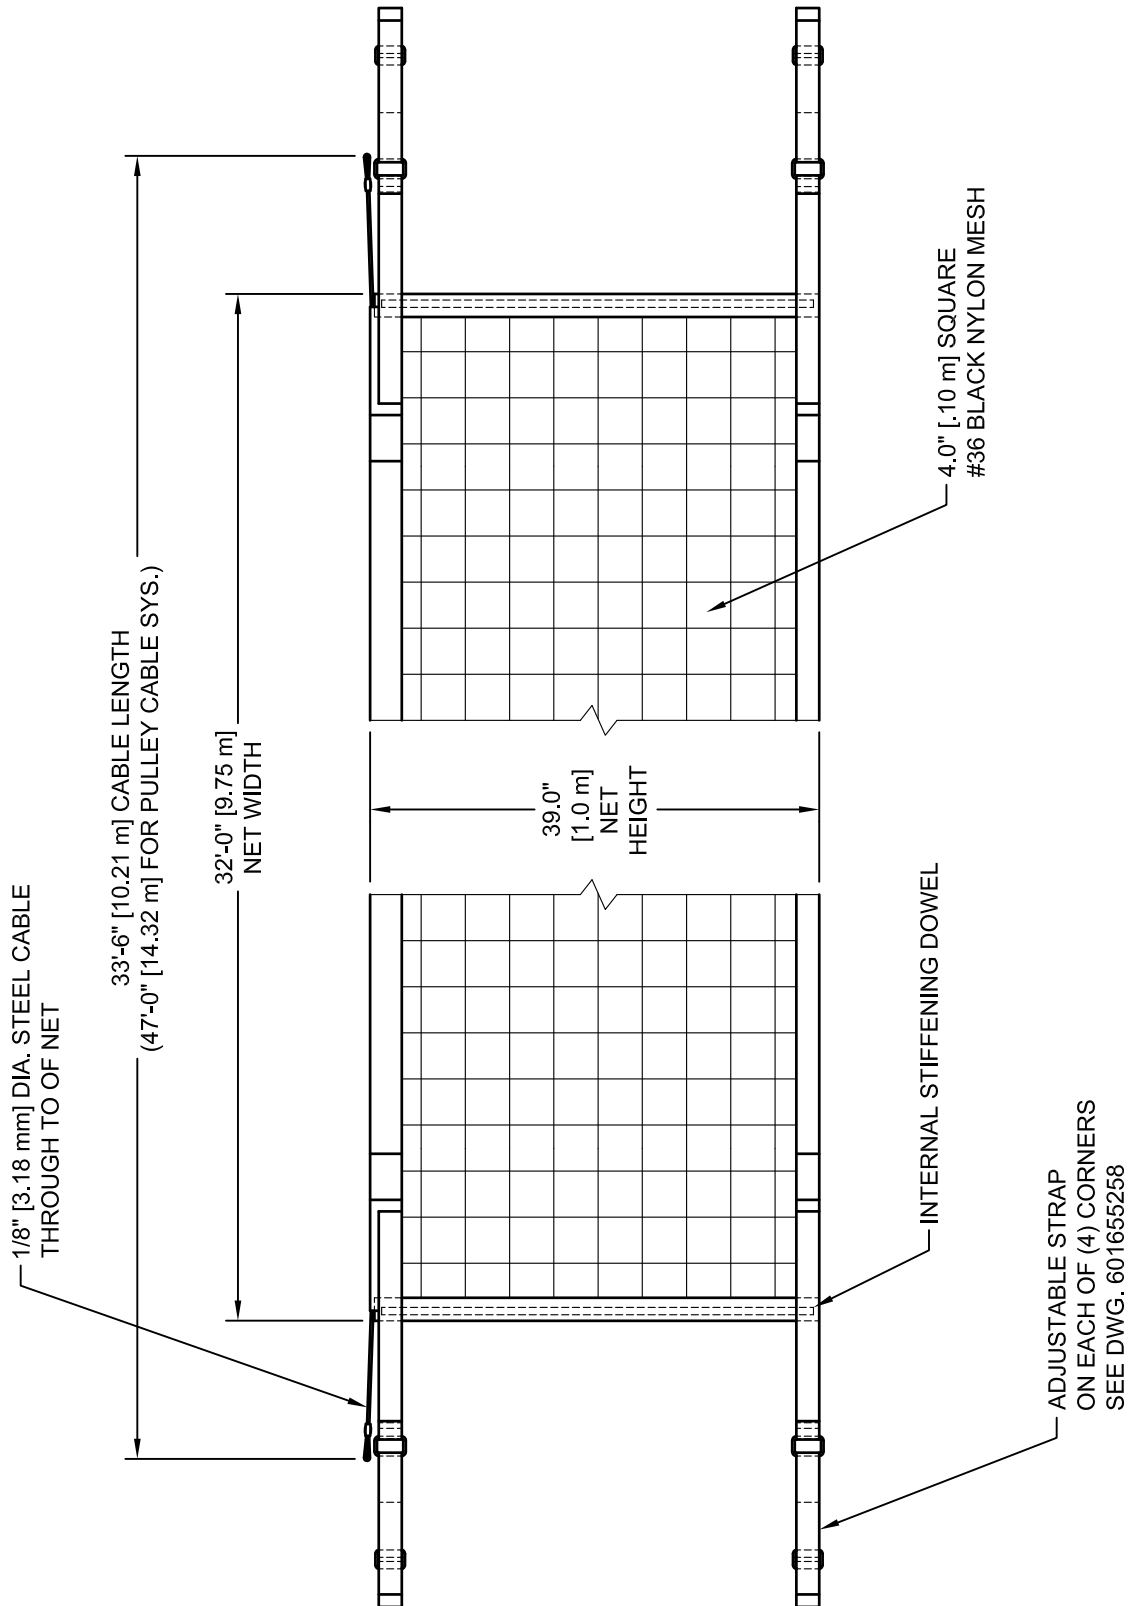 1/8" [3.18 mm] DIA. STEEL CABLE
THROUGH TO OF NET
33'-6" [10.21 m] CABLE LENGTH
(47'-0" [14.32 m] FOR PULLEY CABLE SYS.)
32'-0" [9.75 m]
NET WIDTH
39.0"
[1.0 m]
NET
HEIGHT
4.0" [.10 m] SQUARE
#36 BLACK NYLON MESH
INTERNAL STIFFENING DOWEL
ADJUSTABLE STRAP
ON EACH OF (4) CORNERS
SEE DWG. 601655258